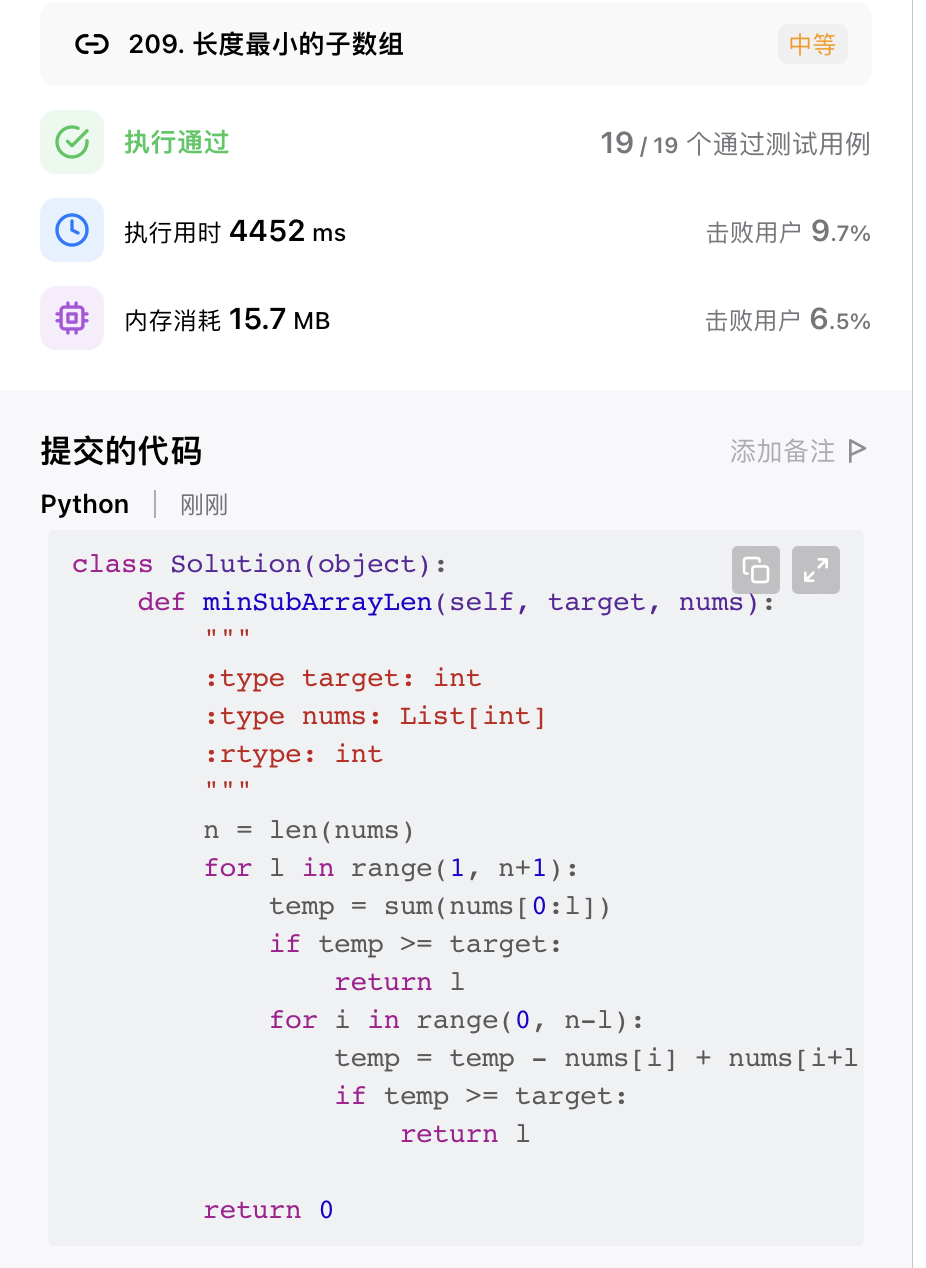 209. 长度最小的子数组 中等
执行通过 19 / 19 个通过测试用例
执行用时 4452 ms 击败用户 9.7%
内存消耗 15.7 MB 击败用户 6.5%
提交的代码 添加备注
Python 刚刚
class Solution(object):
    def minSubArrayLen(self, target, nums):
        """
        :type target: int
        :type nums: List[int]
        :rtype: int
        """
        n = len(nums)
        for l in range(1, n+1):
            temp = sum(nums[0:l])
            if temp >= target:
                return l
            for i in range(0, n-l):
                temp = temp - nums[i] + nums[i+l
                if temp >= target:
                    return l
        return 0